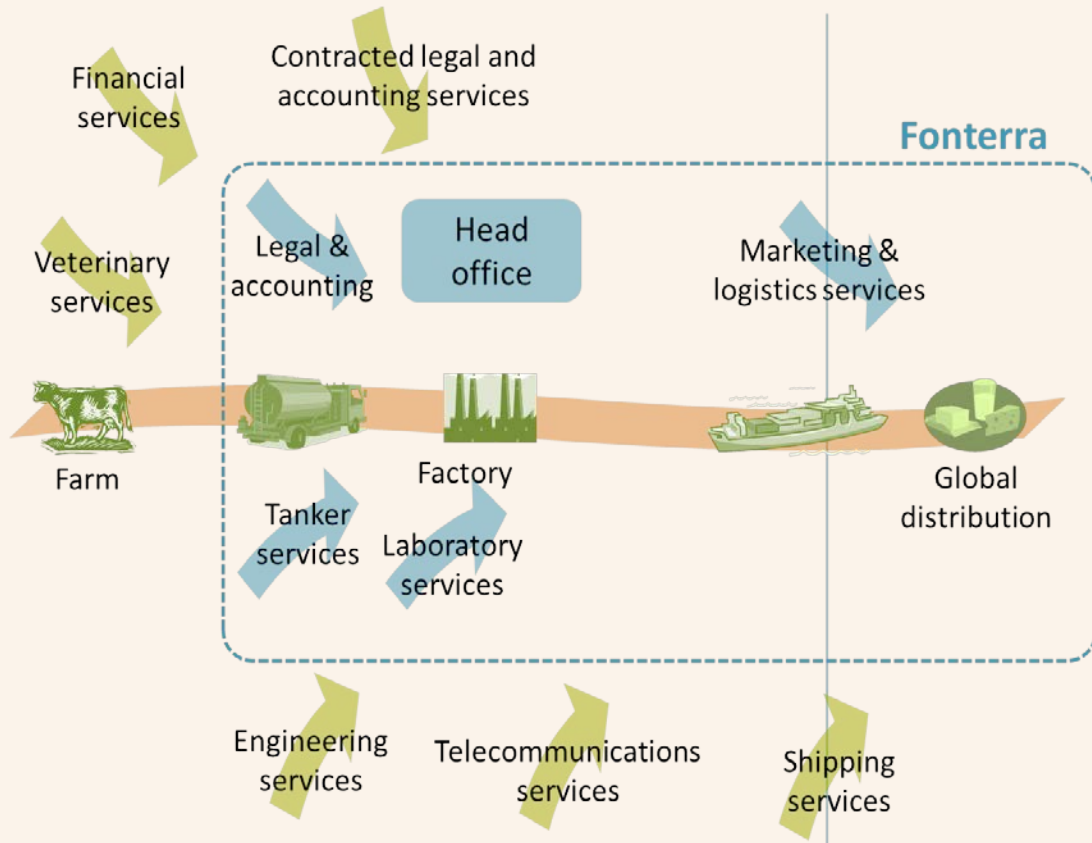 Financial
services
Contracted legal and
accounting services
Fonterra
Veterinary
services
Legal &
accounting
Head
office
Marketing &
logistics services
Farm
Factory
Global
distribution
Tanker
services
Laboratory
services
Engineering
services
Telecommunications
services
Shipping
services